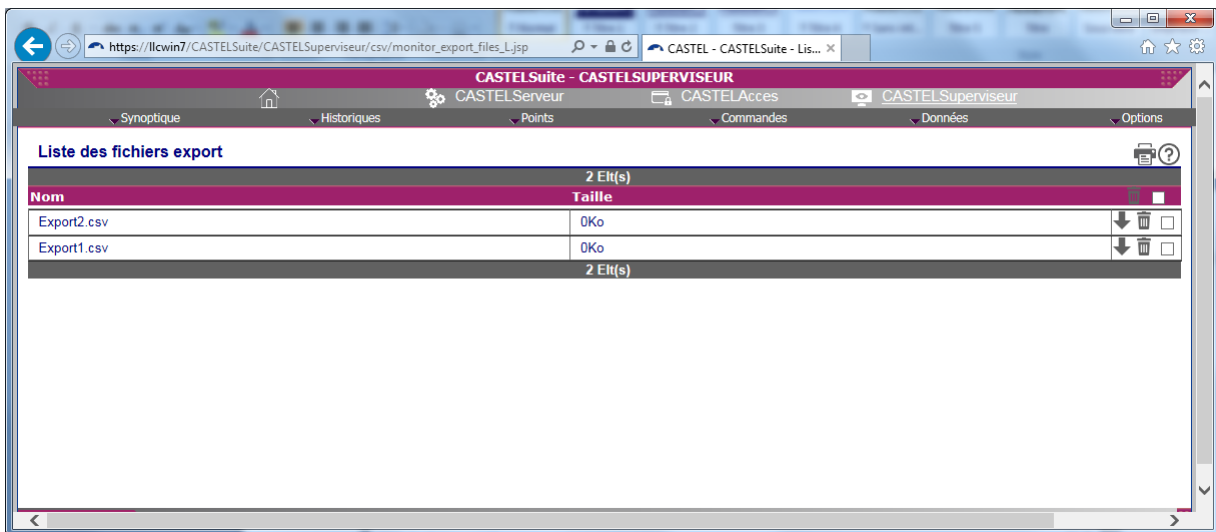 https://llcwin7/CASTELSuite/CASTELSuperviseur/csv/monitor_export_files_L.jsp
CASTEL - CASTELSuite - Lis...
CASTELSuite - CASTELSUPERVISEUR
CASTELServeur CASTELAcces CASTELSuperviseur
Synoptique Historiques Points Commandes Données Options
Liste des fichiers export
2 Elt(s)
Nom Taille
Export2.csv 0Ko
Export1.csv 0Ko
2 Elt(s)